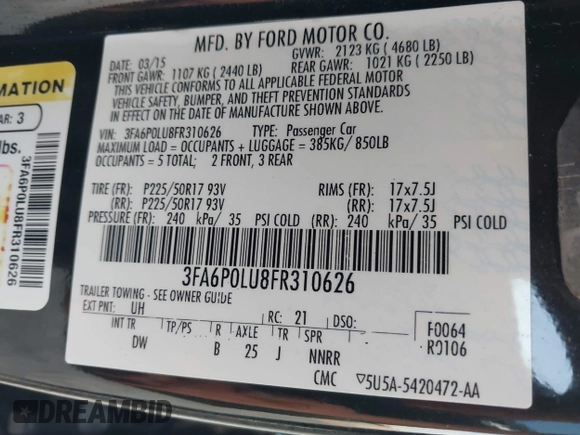 MFD. BY FORD MOTOR CO.
DATE: 03/15
GVWR: 2123 KG (4680 LB)
FRONT GAWR: 1107 KG (2440 LB)
REAR GAWR: 1021 KG (2250 LB)
THIS VEHICLE CONFORMS TO ALL APPLICABLE FEDERAL MOTOR
VEHICLE SAFETY, BUMPER, AND THEFT PREVENTION STANDARDS
IN EFFECT ON THE DATE OF MANUFACTURE SHOWN ABOVE.
VIN: 3FA6P0LU8FR310626 TYPE: Passenger Car
MAXIMUM LOAD = OCCUPANTS + LUGGAGE = 385KG/ 850LB
OCCUPANTS = 5 TOTAL; 2 FRONT, 3 REAR
TIRE (FR): P225/50R17 93V RIMS (FR): 17x7.5J
(RR): P225/50R17 93V (RR): 17x7.5J
PRESSURE (FR): 240 kPa/ 35 PSI COLD (RR): 240 kPa/ 35 PSI COLD
3FA6P0LU8FR310626
TRAILER TOWING - SEE OWNER GUIDE
EXT PNT: UH RC: 21 DSO: F0064
INT TR TP/PS R AXLE TR SPR R0106
DW B 25 J NNRR
CMC ▽5U5A-5420472-AA
MATION
AR: 3
lbs.
3FA6P0LU8FR310626
DREAMBID